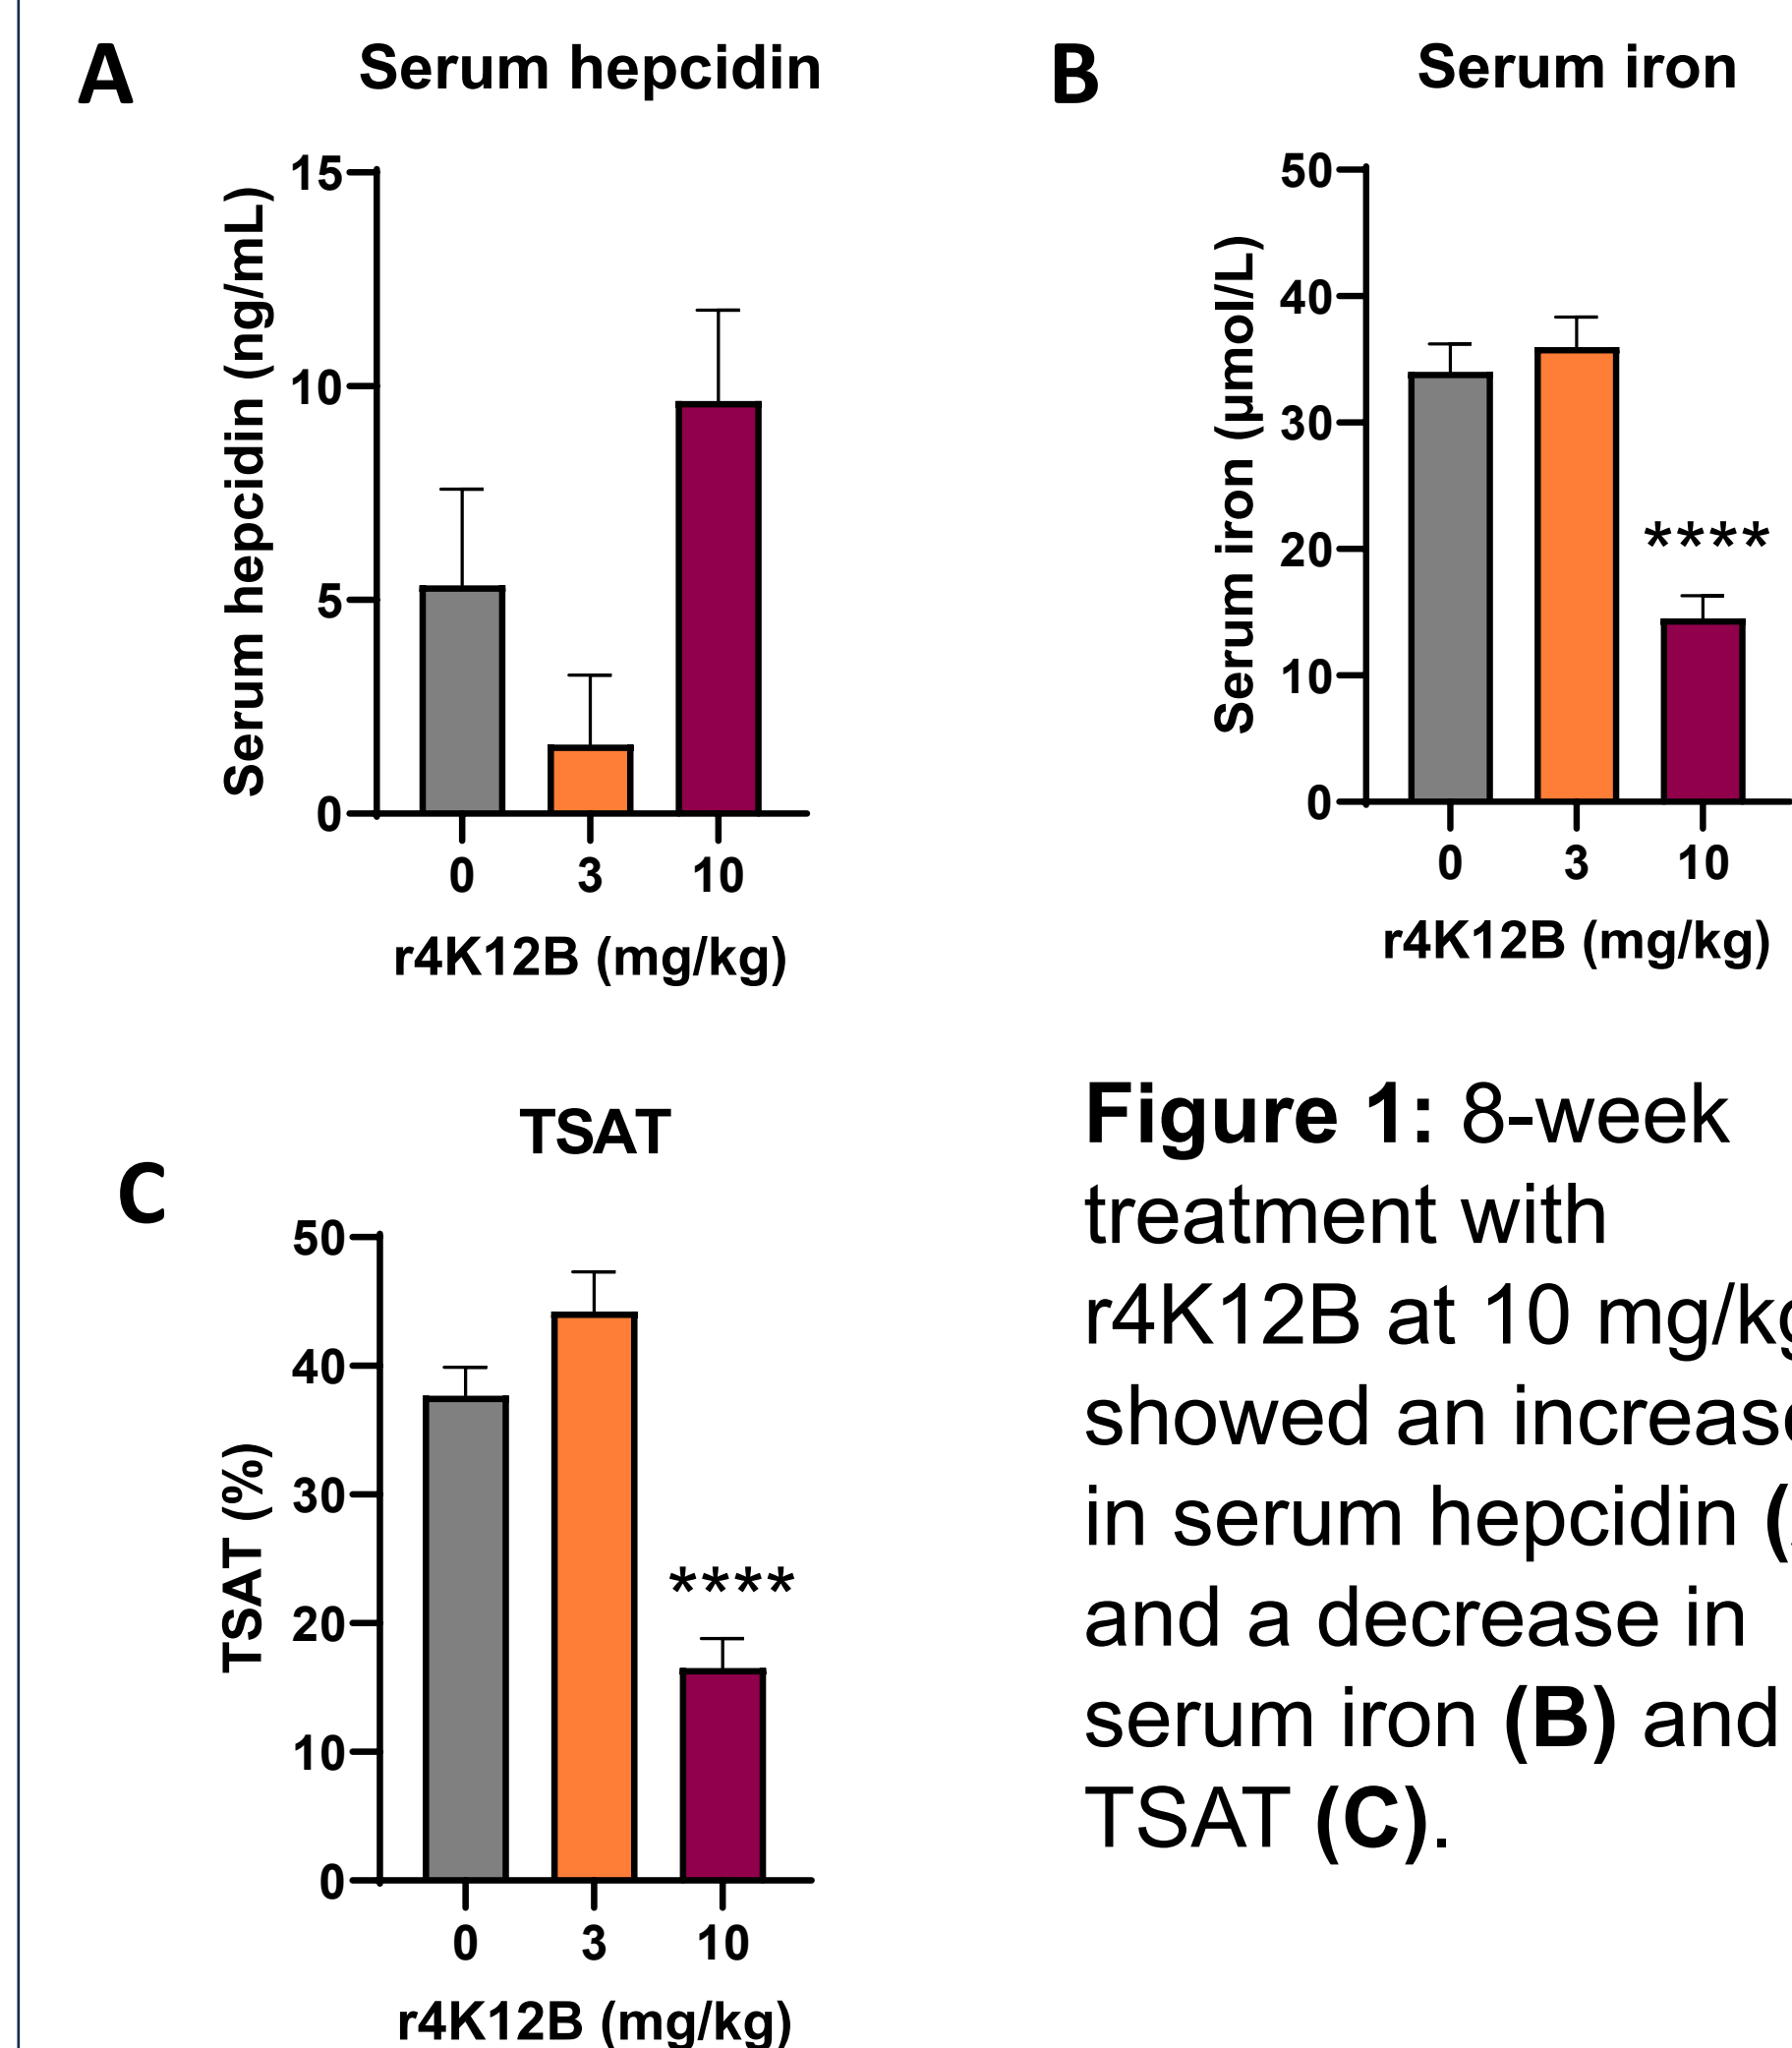 A
Serum hepcidin
Serum hepcidin (ng/mL)
15
10
5
0
0 3 10
r4K12B (mg/kg)
B
Serum iron
Serum iron (µmol/L)
50
40
30
20
10
0
****
0 3 10
r4K12B (mg/kg)
C
TSAT
TSAT (%)
50
40
30
20
10
0
****
0 3 10
r4K12B (mg/kg)
Figure 1: 8-week
treatment with
r4K12B at 10 mg/kg
showed an increase
in serum hepcidin (
and a decrease in
serum iron (B) and
TSAT (C).